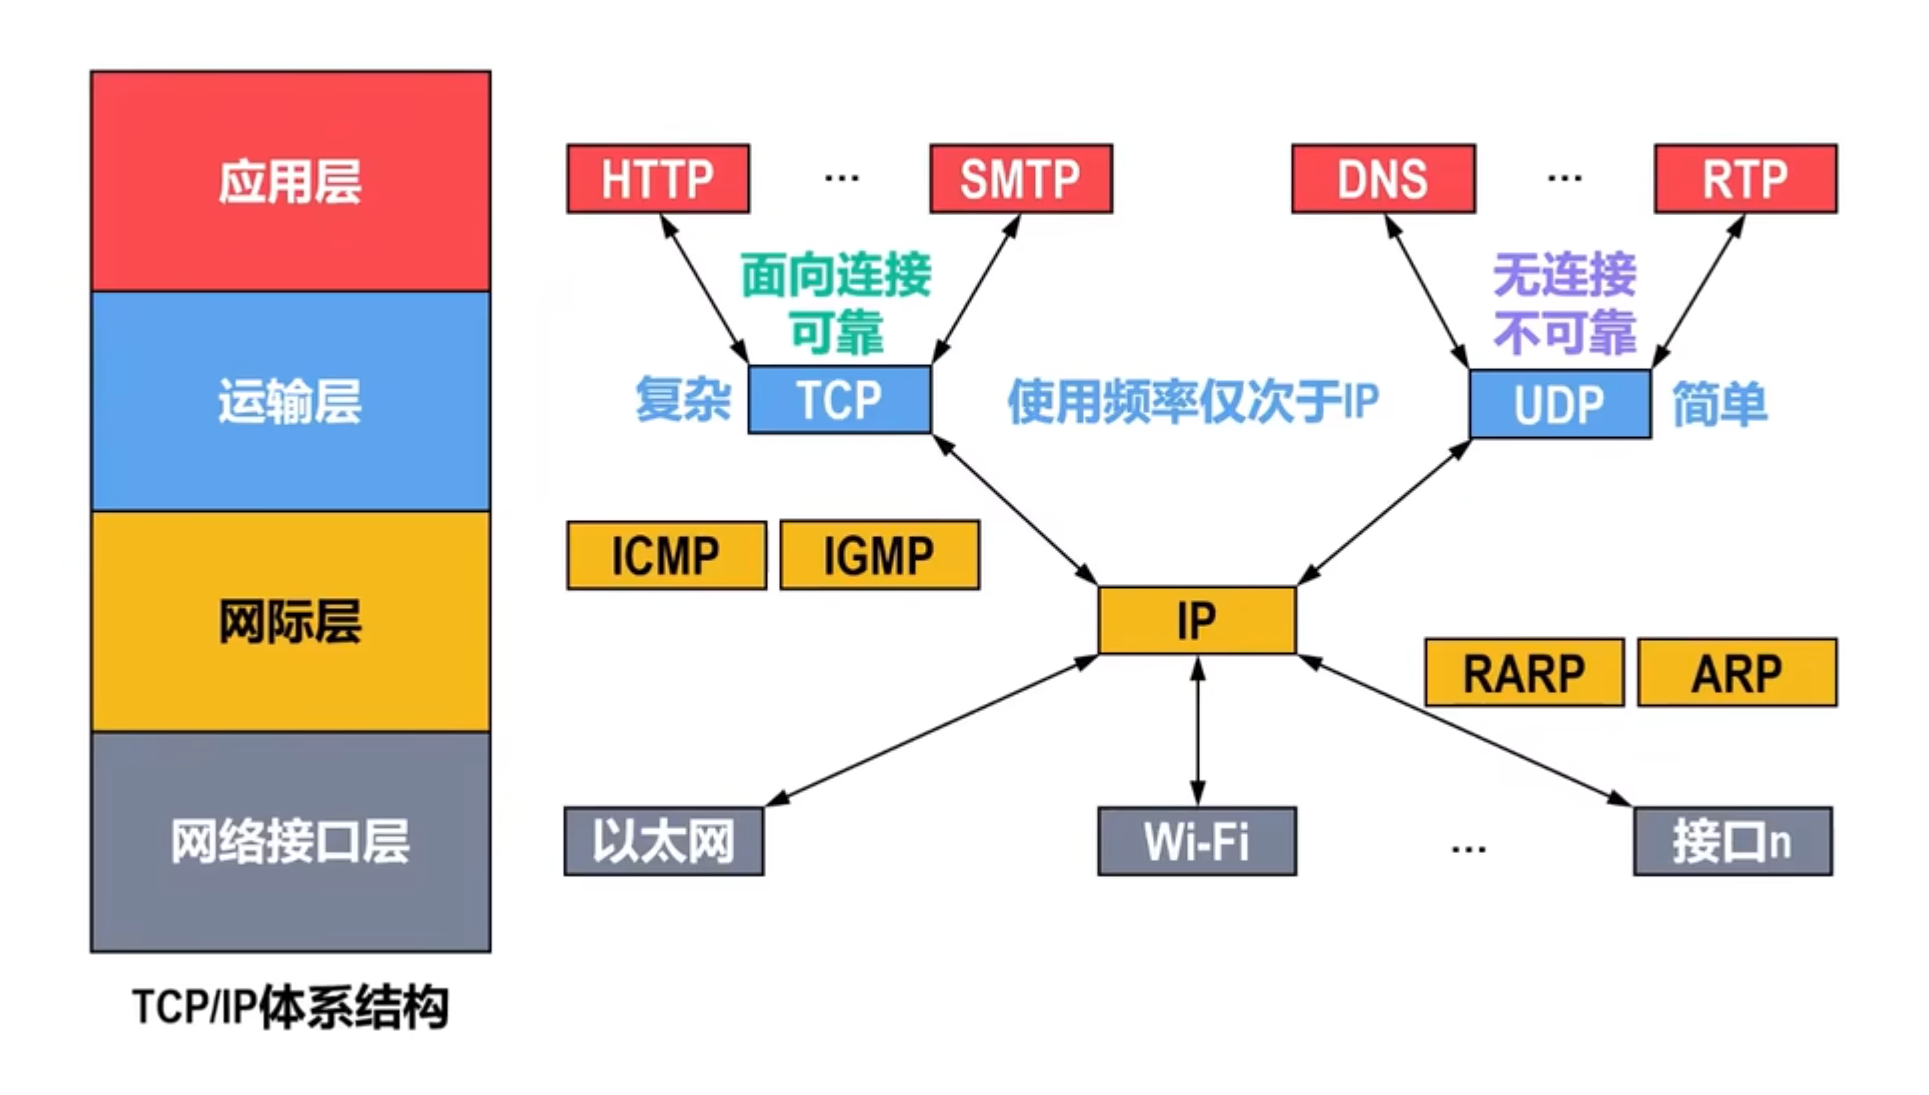 应用层
运输层
网际层
网络接口层
TCP/IP体系结构
HTTP
...
SMTP
DNS
...
RTP
面向连接
可靠
无连接
不可靠
复杂
TCP
使用频率仅次于IP
UDP
简单
ICMP
IGMP
IP
RARP
ARP
以太网
Wi-Fi
...
接口n